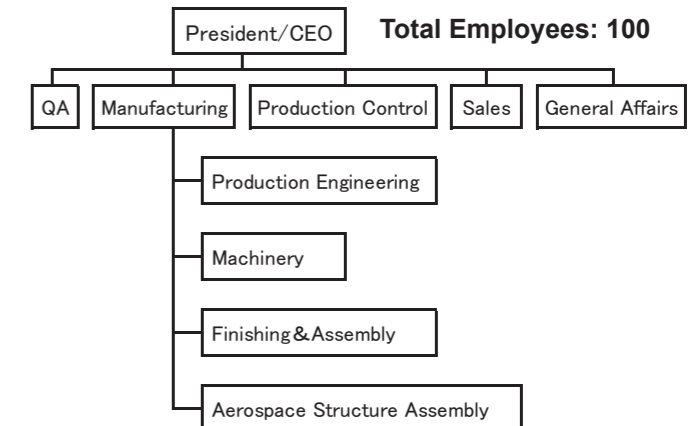 President/CEO
Total Employees: 100
QA
Manufacturing
Production Control
Sales
General Affairs
Production Engineering
Machinery
Finishing&Assembly
Aerospace Structure Assembly